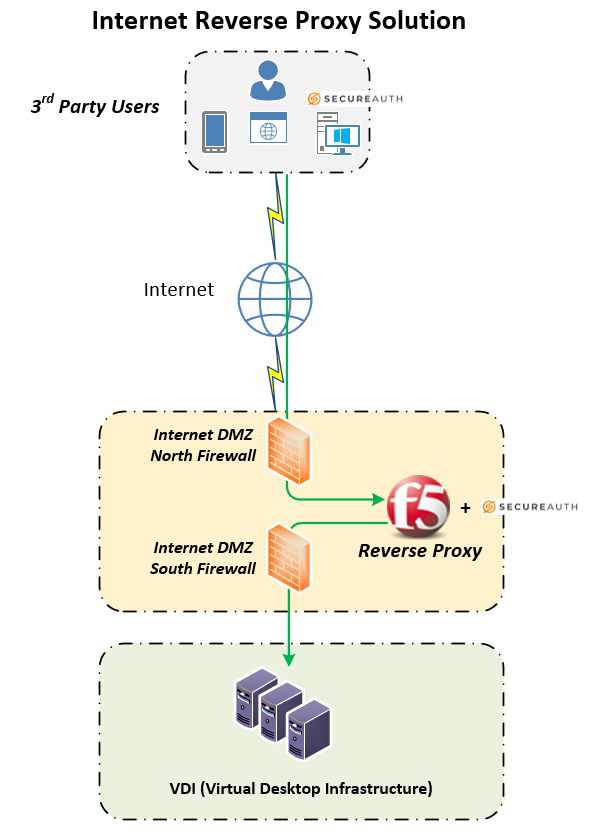 Internet Reverse Proxy Solution
SECUREAUTH
3rd Party Users
Internet
Internet DMZ
North Firewall
f5 + SECUREAUTH
Reverse Proxy
Internet DMZ
South Firewall
VDI (Virtual Desktop Infrastructure)